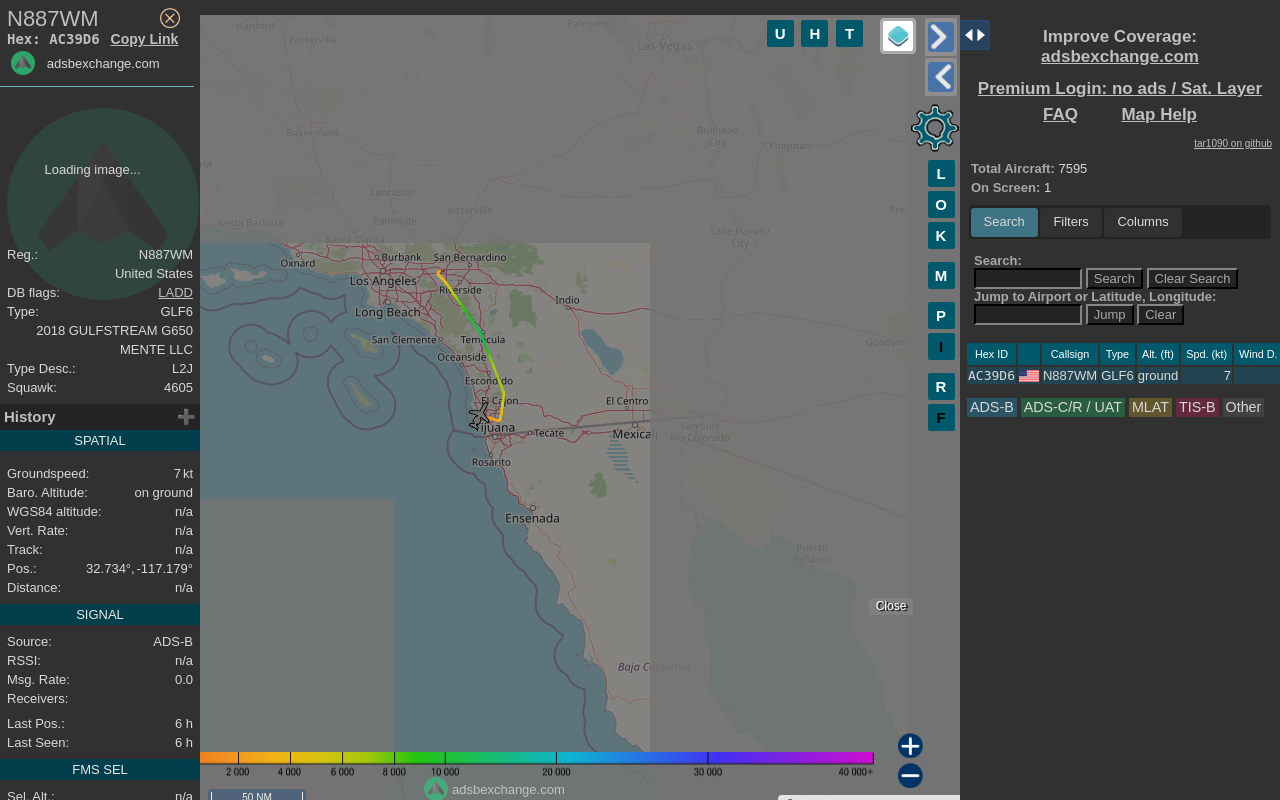 N887WM
Hex: AC39D6 Copy Link
adsbexchange.com
Loading image...
Reg.: N887WM
United States
DB flags: LADD
Type: GLF6
2018 GULFSTREAM G650
MENTE LLC
Type Desc.: L2J
Squawk: 4605
History
SPATIAL
Groundspeed: 7 kt
Baro. Altitude: on ground
WGS84 altitude: n/a
Vert. Rate: n/a
Track: n/a
Pos.: 32.734°, -117.179°
Distance: n/a
SIGNAL
Source: ADS-B
RSSI: n/a
Msg. Rate: 0.0
Receivers:
Last Pos.: 6 h
Last Seen: 6 h
FMS SEL
Sel. Alt.: n/a
U H T
L
O
K
M
P
I
R
F
Hanford
Porterville
Pahrump
Las Vegas
Bakersfield
Bullhead City
Kingman
Lancaster
Palmdale
Victorville
Santa Barbara
Santa Clarita
Lake Havasu City
Oxnard
Burbank
San Bernardino
Los Angeles
Riverside
Long Beach
Indio
San Clemente
Temecula
Oceanside
Goodyea
Escondido
El Cajon
El Centro
Tijuana
Tecate
Mexicali
San Luis Río Colorado
Rosarito
Ensenada
Puerto Peñasco
Baja California
Close
2 000 4 000 6 000 8 000 10 000 20 000 30 000 40 000+
adsbexchange.com
50 NM
Improve Coverage:
adsbexchange.com
Premium Login: no ads / Sat. Layer
FAQ Map Help
tar1090 on github
Total Aircraft: 7595
On Screen: 1
Search Filters Columns
Search:
Search Clear Search
Jump to Airport or Latitude, Longitude:
Jump Clear
Hex ID Callsign Type Alt. (ft) Spd. (kt) Wind D.
AC39D6 N887WM GLF6 ground 7
ADS-B ADS-C/R / UAT MLAT TIS-B Other